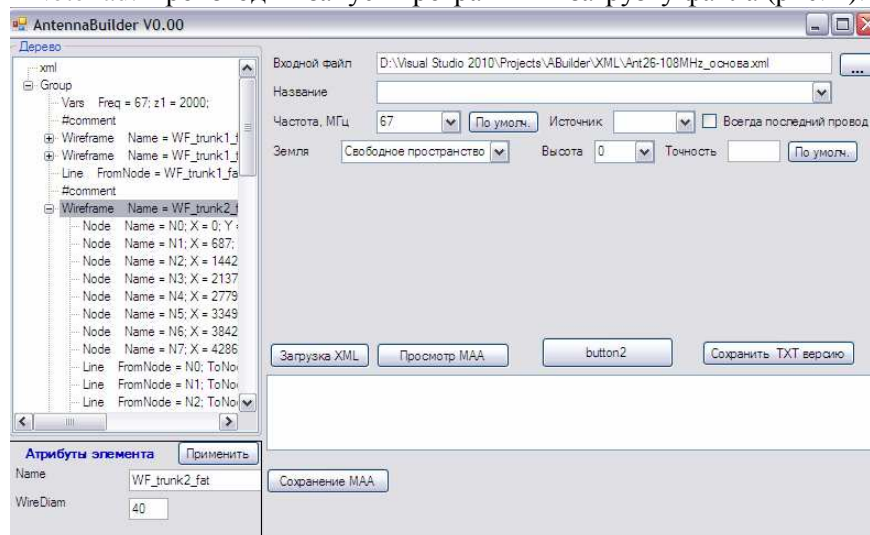 AntennaBuilder V0.00
Дерево
xml
Group
Vars Freq = 67; z1 = 2000;
#comment
Wireframe Name = WF_trunk1_f
Wireframe Name = WF_trunk1_f
Line FromNode = WF_trunk1_fa
#comment
Wireframe Name = WF_trunk2_f
Node Name = N0; X = 0; Y
Node Name = N1; X = 687;
Node Name = N2; X = 1442
Node Name = N3; X = 2137
Node Name = N4; X = 2779
Node Name = N5; X = 3349
Node Name = N6; X = 3842
Node Name = N7; X = 4286
Line FromNode = N0; ToNo
Line FromNode = N1; ToNo
Line FromNode = N2; ToNo
Атрибуты элемента
Применить
Name
WF_trunk2_fat
WireDiam
40
Входной файл
D:\Visual Studio 2010\Projects\ABuilder\XML\Ant26-108MHz_основа.xml
...
Название
Частота, МГц
67
По умолч.
Источник
Всегда последний провод
Земля
Свободное пространство
Высота
0
Точность
По умолч.
Загрузка XML
Просмотр МАА
button2
Сохранить TXT версию
Сохранение МАА